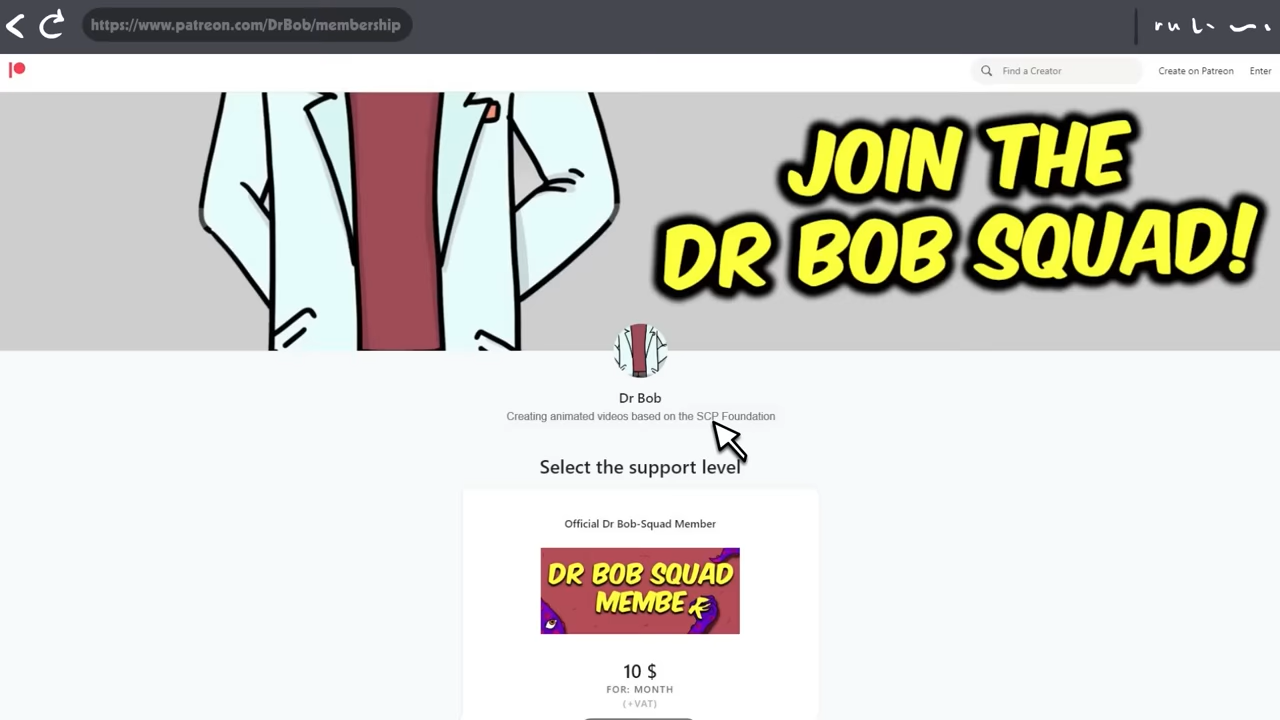 https://www.patreon.com/DrBob/membership
Find a Creator
Create on Patreon
Enter
JOIN THE
DR BOB SQUAD!
Dr Bob
Creating animated videos based on the SCP Foundation
Select the support level
Official Dr Bob-Squad Member
DR BOB SQUAD
MEMBER
10 $
FOR: MONTH
(+VAT)